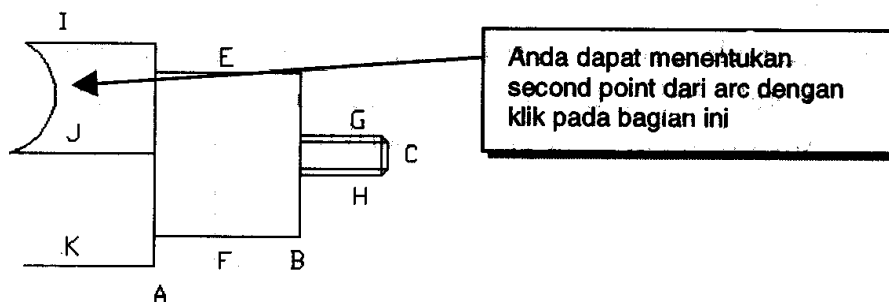 I
E
Anda dapat menentukan
second point dari arc dengan
klik pada bagian ini
G
J
C
H
K
F
B
A